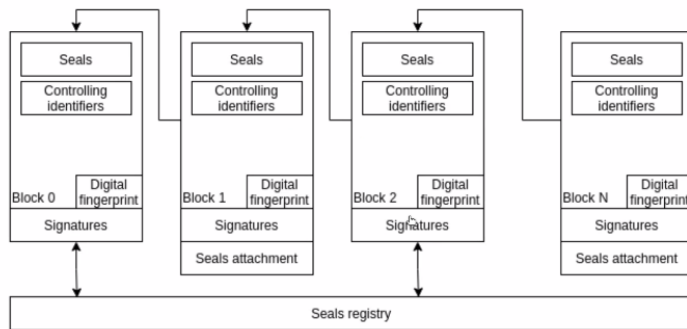 Seals
Controlling
identifiers
Block 0
Digital
fingerprint
Signatures
Seals
Controlling
identifiers
Block 1
Digital
fingerprint
Signatures
Seals attachment
Seals
Controlling
identifiers
Block 2
Digital
fingerprint
Signatures
Seals
Controlling
identifiers
Block N
Digital
fingerprint
Signatures
Seals attachment
Seals registry